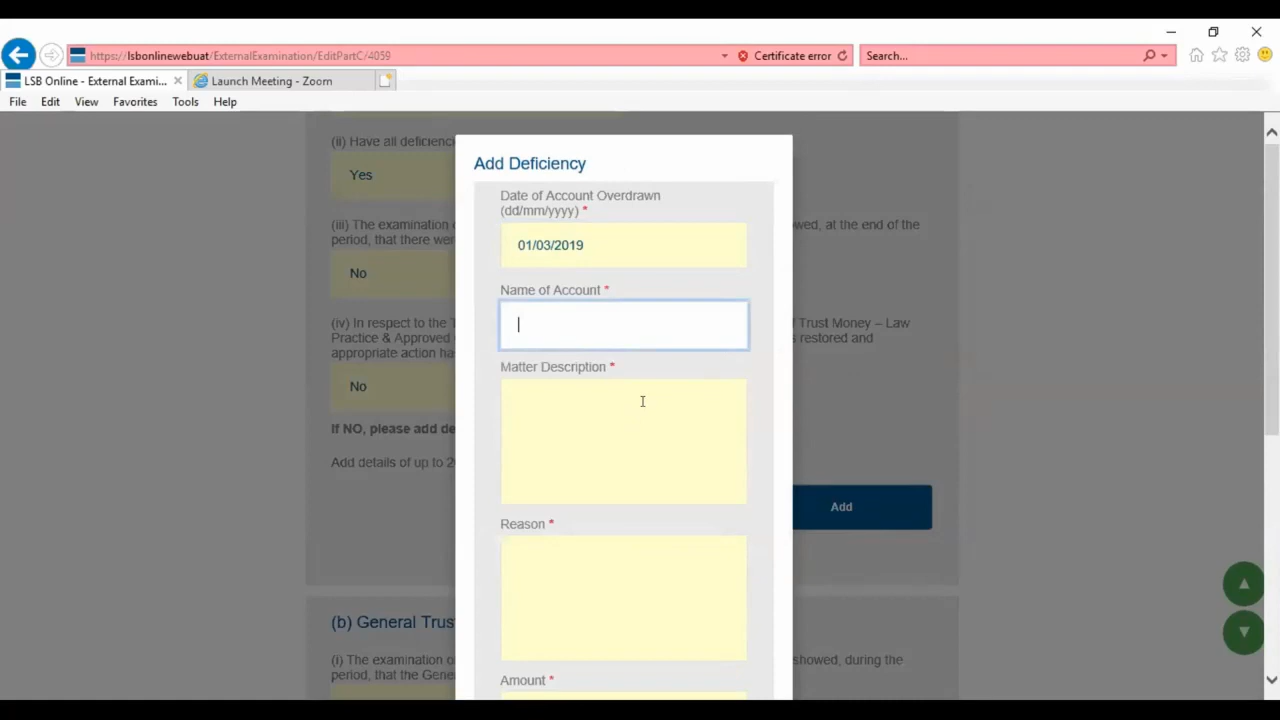 https://lsbonlinewebuat/ExternalExamination/EditPartC/4059
Certificate error
Search...
LSB Online - External Exami...
Launch Meeting - Zoom
File Edit View Favorites Tools Help
(ii) Have all deficienc
Yes
(iii) The examination o
owed, at the end of the
period, that there wer
No
(iv) In respect to the
f Trust Money – Law
Practice & Approved
s restored and
appropriate action ha
No
If NO, please add de
Add details of up to 2
Add
(b) General Trus
(i) The examination o
showed, during the
period, that the Gene
Add Deficiency
Date of Account Overdrawn
(dd/mm/yyyy) *
01/03/2019
Name of Account *
Matter Description *
Reason *
Amount *